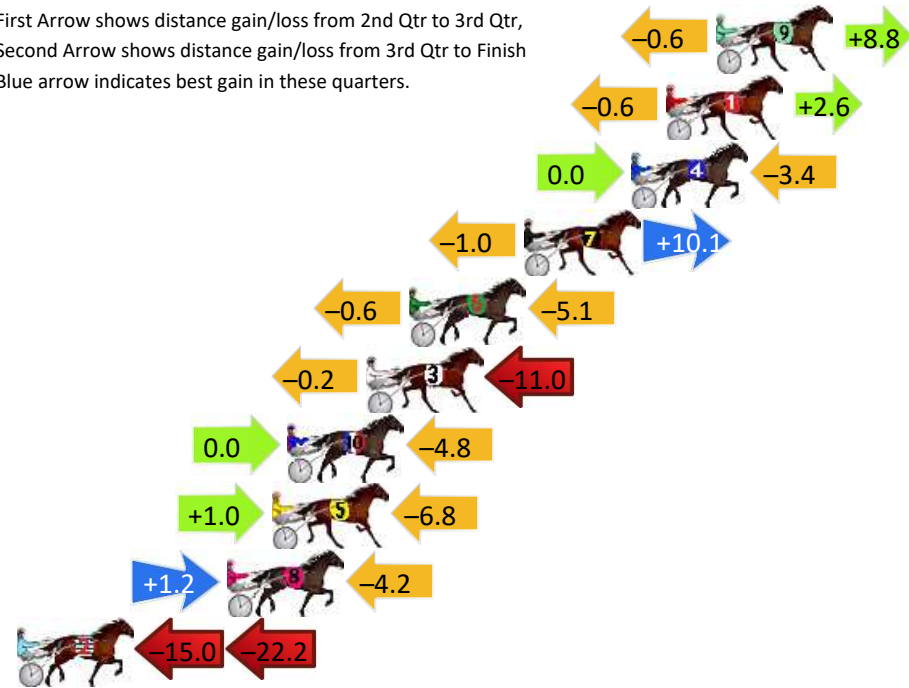 First Arrow shows distance gain/loss from 2nd Qtr to 3rd Qtr,
Second Arrow shows distance gain/loss from 3rd Qtr to Finish
Blue arrow indicates best gain in these quarters.
–0.6 9 +8.8
–0.6 1 +2.6
0.0 4 –3.4
–1.0 7 +10.1
–0.6 6 –5.1
–0.2 3 –11.0
0.0 10 –4.8
+1.0 5 –6.8
+1.2 8 –4.2
2 –15.0 –22.2